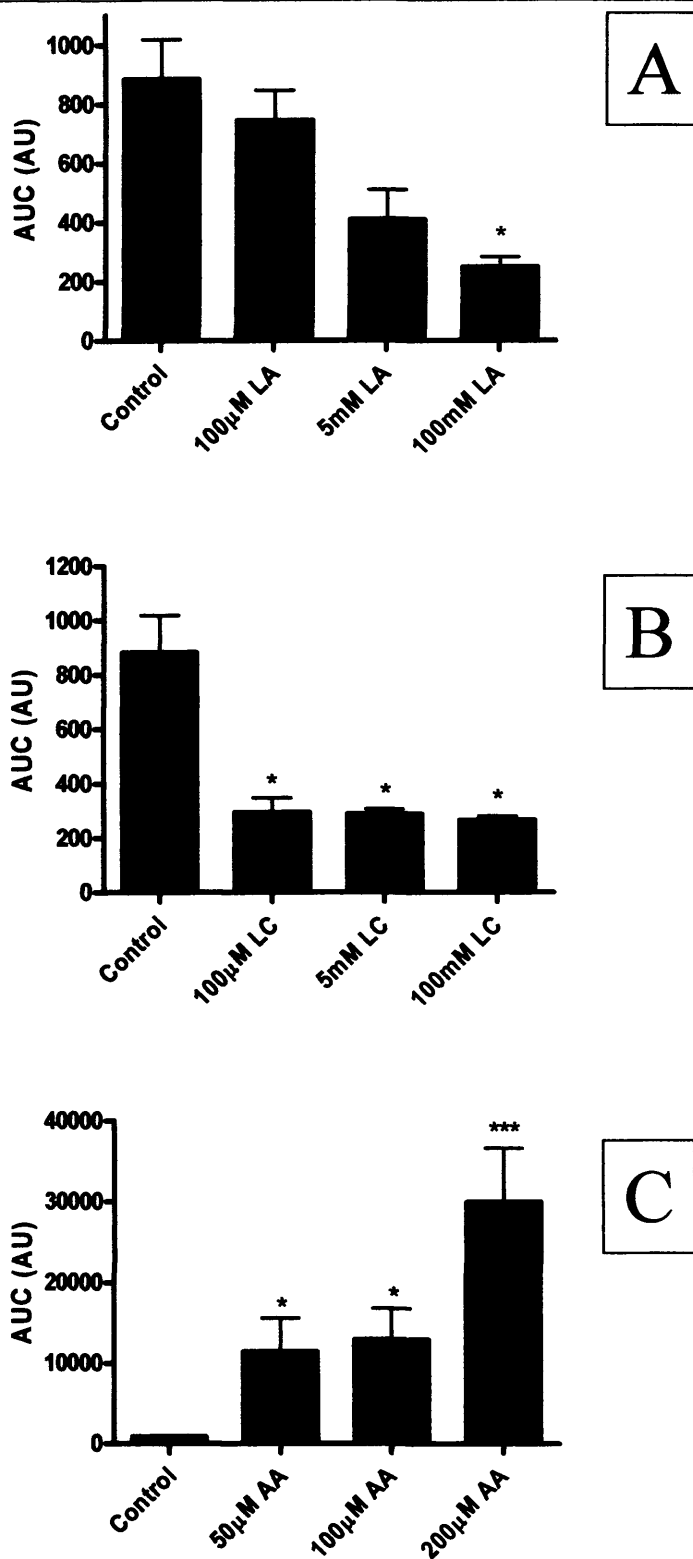 A
AUC (AU)
1000
800
600
400
200
0
*
Control
100µM LA
5mM LA
100mM LA
B
AUC (AU)
1200
1000
800
600
400
200
0
*
*
*
Control
100µM LC
5mM LC
100mM LC
C
AUC (AU)
40000
30000
20000
10000
0
*
*
***
Control
50µM AA
100µM AA
200µM AA